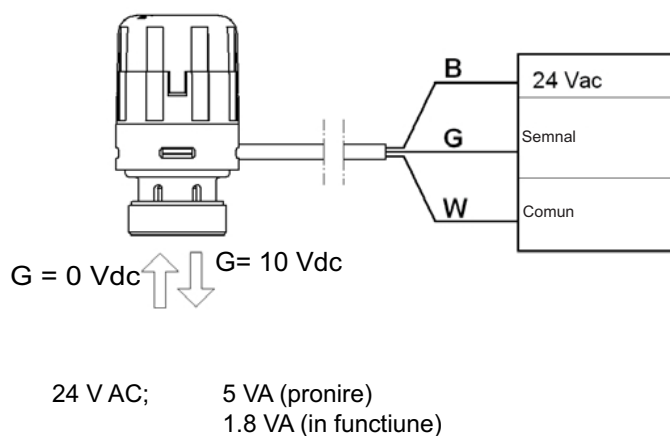 B
24 Vac
G
Semnal
W
Comun
G = 0 Vdc
G= 10 Vdc
24 V AC; 5 VA (pronire)
1.8 VA (in functiune)